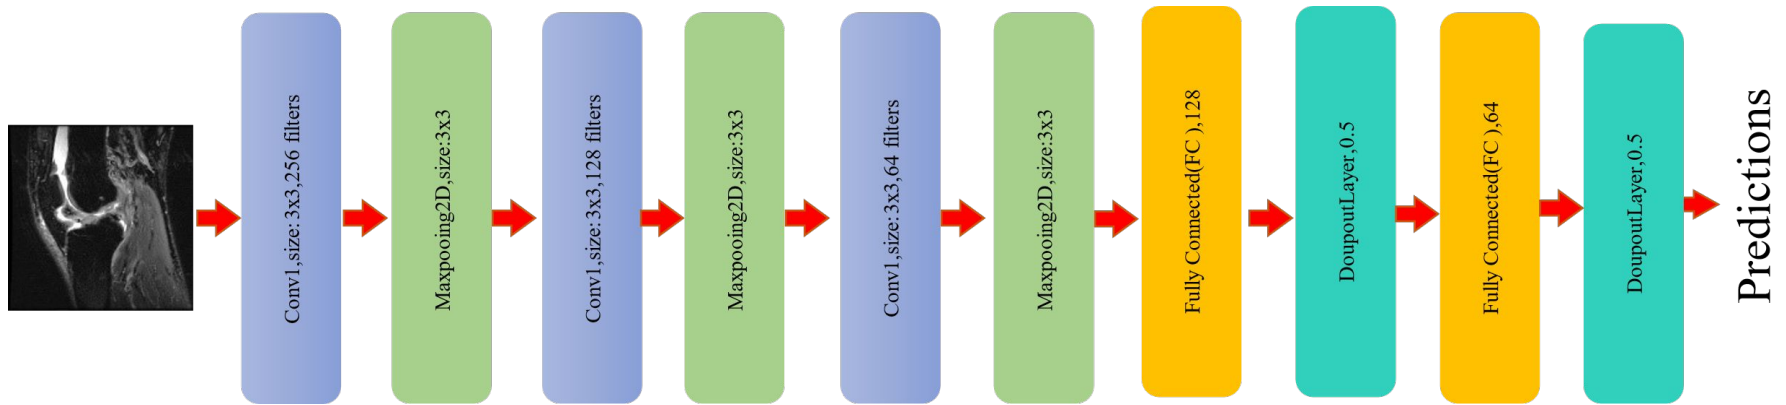 Conv1,size: 3x3,256 filters
Maxpooing2D,size:3x3
Conv1,size: 3x3,128 filters
Maxpooing2D,size:3x3
Conv1,size: 3x3,64 filters
Maxpooing2D,size:3x3
Fully Connected(FC ),128
DoupoutLayer,0.5
Fully Connected(FC ),64
DoupoutLayer,0.5
Predictions